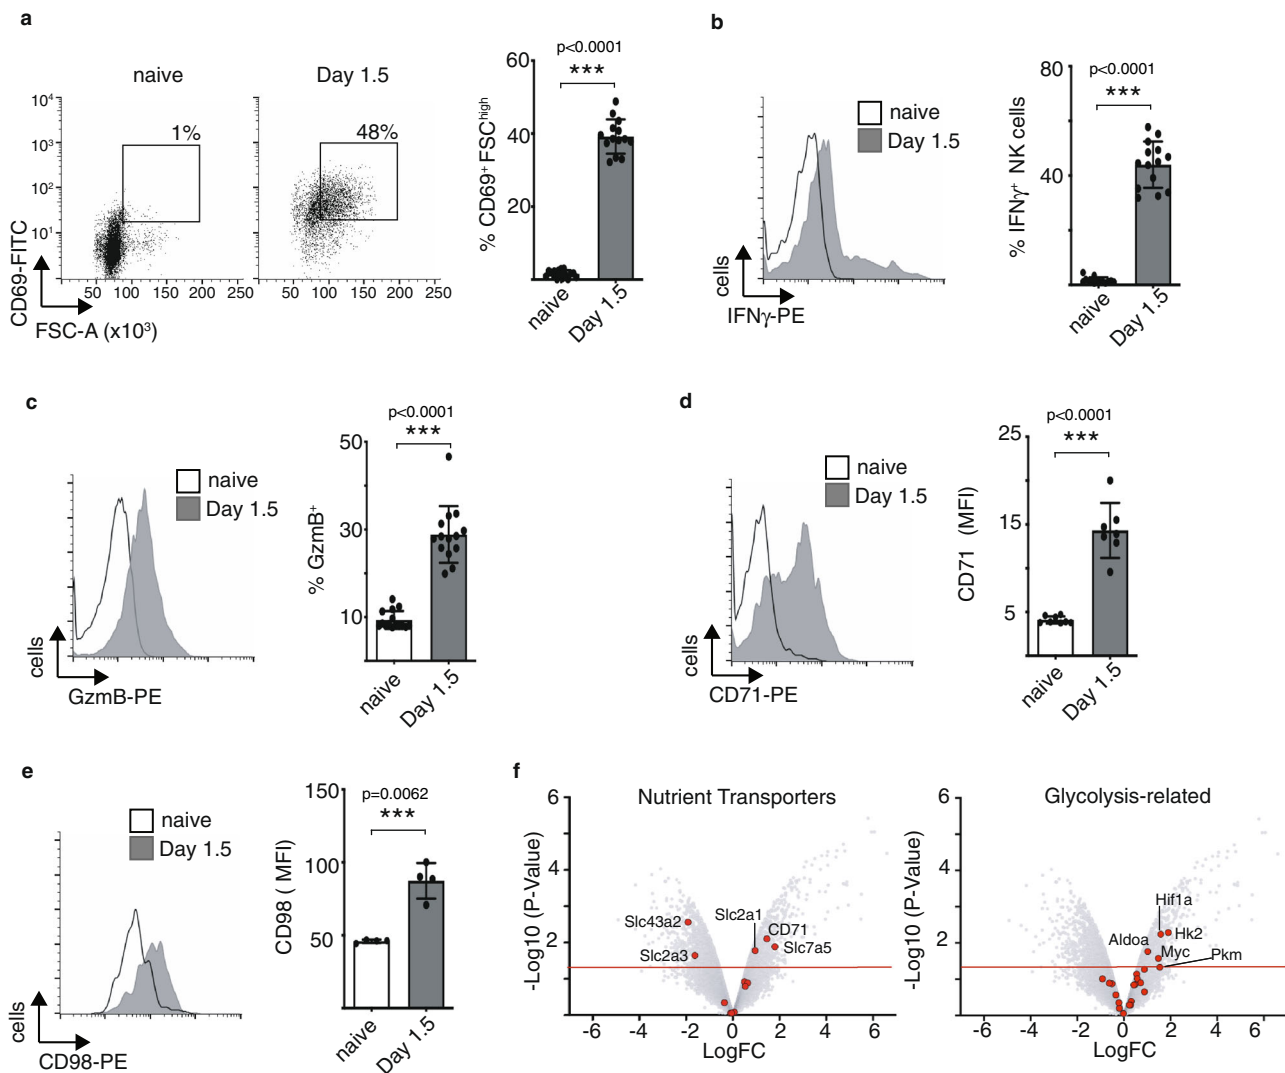 a
naive
Day 1.5
10⁴
10³
10²
10¹
1%
48%
CD69-FITC
50 100 150 200 250
50 100 150 200 250
FSC-A (x10³)
p<0.0001
***
60
40
20
% CD69⁺ FSCʰⁱᵍʰ
naive
Day 1.5
b
naive
Day 1.5
cells
IFNγ-PE
p<0.0001
***
80
40
% IFNγ⁺ NK cells
naive
Day 1.5
c
naive
Day 1.5
cells
GzmB-PE
p<0.0001
***
50
30
10
% GzmB⁺
naive
Day 1.5
d
naive
Day 1.5
cells
CD71-PE
p<0.0001
***
25
15
5
CD71 (MFI)
naive
Day 1.5
e
naive
Day 1.5
cells
CD98-PE
p=0.0062
***
150
100
50
CD98 ( MFI)
naive
Day 1.5
f
Nutrient Transporters
6
4
2
-Log10 (P-Value)
Slc43a2
Slc2a1
CD71
Slc2a3
Slc7a5
-6 -4 -2 0 2 4 6
LogFC
Glycolysis-related
6
4
2
-Log10 (P-Value)
Hif1a
Aldoa
Hk2
Myc
Pkm
-6 -4 -2 0 2 4 6
LogFC